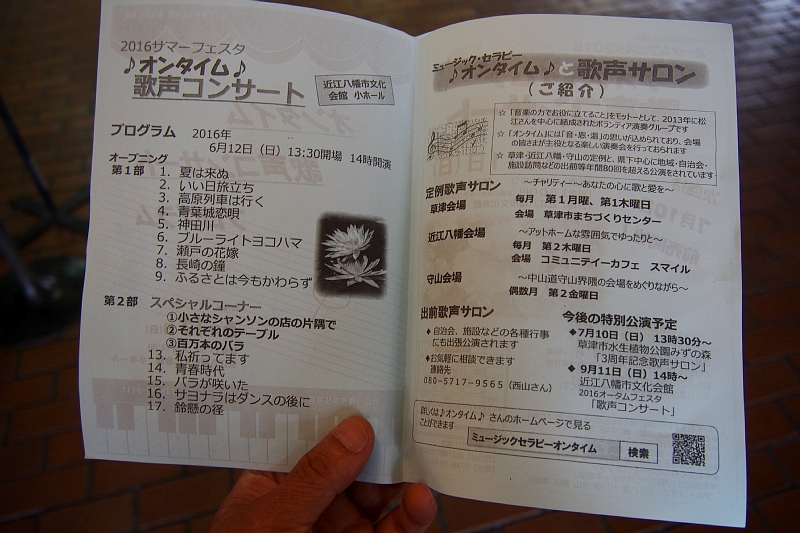 2016サマーフェスタ
♪オンタイム♪
歌声コンサート
近江八幡市文化
会館 小ホール
プログラム 2016年
6月12日（日）13:30開場 14時開演
オープニング
第１部 1. 夏は来ぬ
2. いい日旅立ち
3. 高原列車は行く
4. 青葉城恋唄
5. 神田川
6. ブルーライトヨコハマ
7. 瀬戸の花嫁
8. 長崎の鐘
9. ふるさとは今もかわらず
第２部 スペシャルコーナー
①小さなシャンソンの店の片隅で
②それぞれのテーブル
③百万本のバラ
13. 私祈ってます
14. 青春時代
15. バラが咲いた
16. サヨナラはダンスの後に
17. 鈴懸の径
ミュージック・セラピー
♪オンタイム♪と歌声サロン
（ご紹介）
☆「音楽の力でお役に立てること」をモットーとして、2013年に松
江さんを中心に結成されたボランティア演奏グループです
☆「オンタイム」には「音・恩・温」の思いが込められており、会場
の皆さまが主役となる楽しい演奏会を行っております
☆草津・近江八幡・守山の定例と、県下中心に地域・自治会・
施設訪問などの出前等年間80回を超える公演をされています
定例歌声サロン ～チャリティー～あなたの心に歌と愛を～
草津会場 毎月 第１月曜、第１木曜日
会場 草津市まちづくりセンター
近江八幡会場 ～アットホームな雰囲気でゆったりと～
毎月 第２木曜日
会場 コミュニティーカフェ スマイル
守山会場 ～中山道守山界隈の会場をめぐりながら～
偶数月 第２金曜日
出前歌声サロン
◆自治会、施設などの各種行事
にも出張公演されます
◆お気軽に相談できます
連絡先
080-5717-9565（西山さん）
今後の特別公演予定
◆7月10日（日）13時30分～
草津市水生植物公園みずの森
「3周年記念歌声サロン」
◆9月11日（日）14時～
近江八幡市文化会館
2016オータムフェスタ
「歌声コンサート」
詳しくは♪オンタイム♪ さんのホームページで見る
ことができます
ミュージックセラピーオンタイム 検索